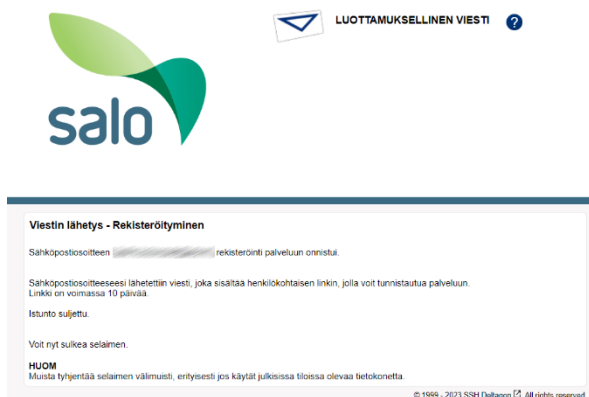 LUOTTAMUKSELLINEN VIESTI ?
salo
Viestin lähetys - Rekisteröityminen
Sähköpostiosoitteen rekisteröinti palveluun onnistui.
Sähköpostiosoitteeseesi lähetettiin viesti, joka sisältää henkilökohtaisen linkin, jolla voit tunnistautua palveluun.
Linkki on voimassa 10 päivää.
Istunto suljettu.
Voit nyt sulkea selaimen.
HUOM
Muista tyhjentää selaimen välimuisti, erityisesti jos käytät julkisissa tiloissa olevaa tietokonetta.
© 1999 - 2023 SSH Deltagon All rights reserved